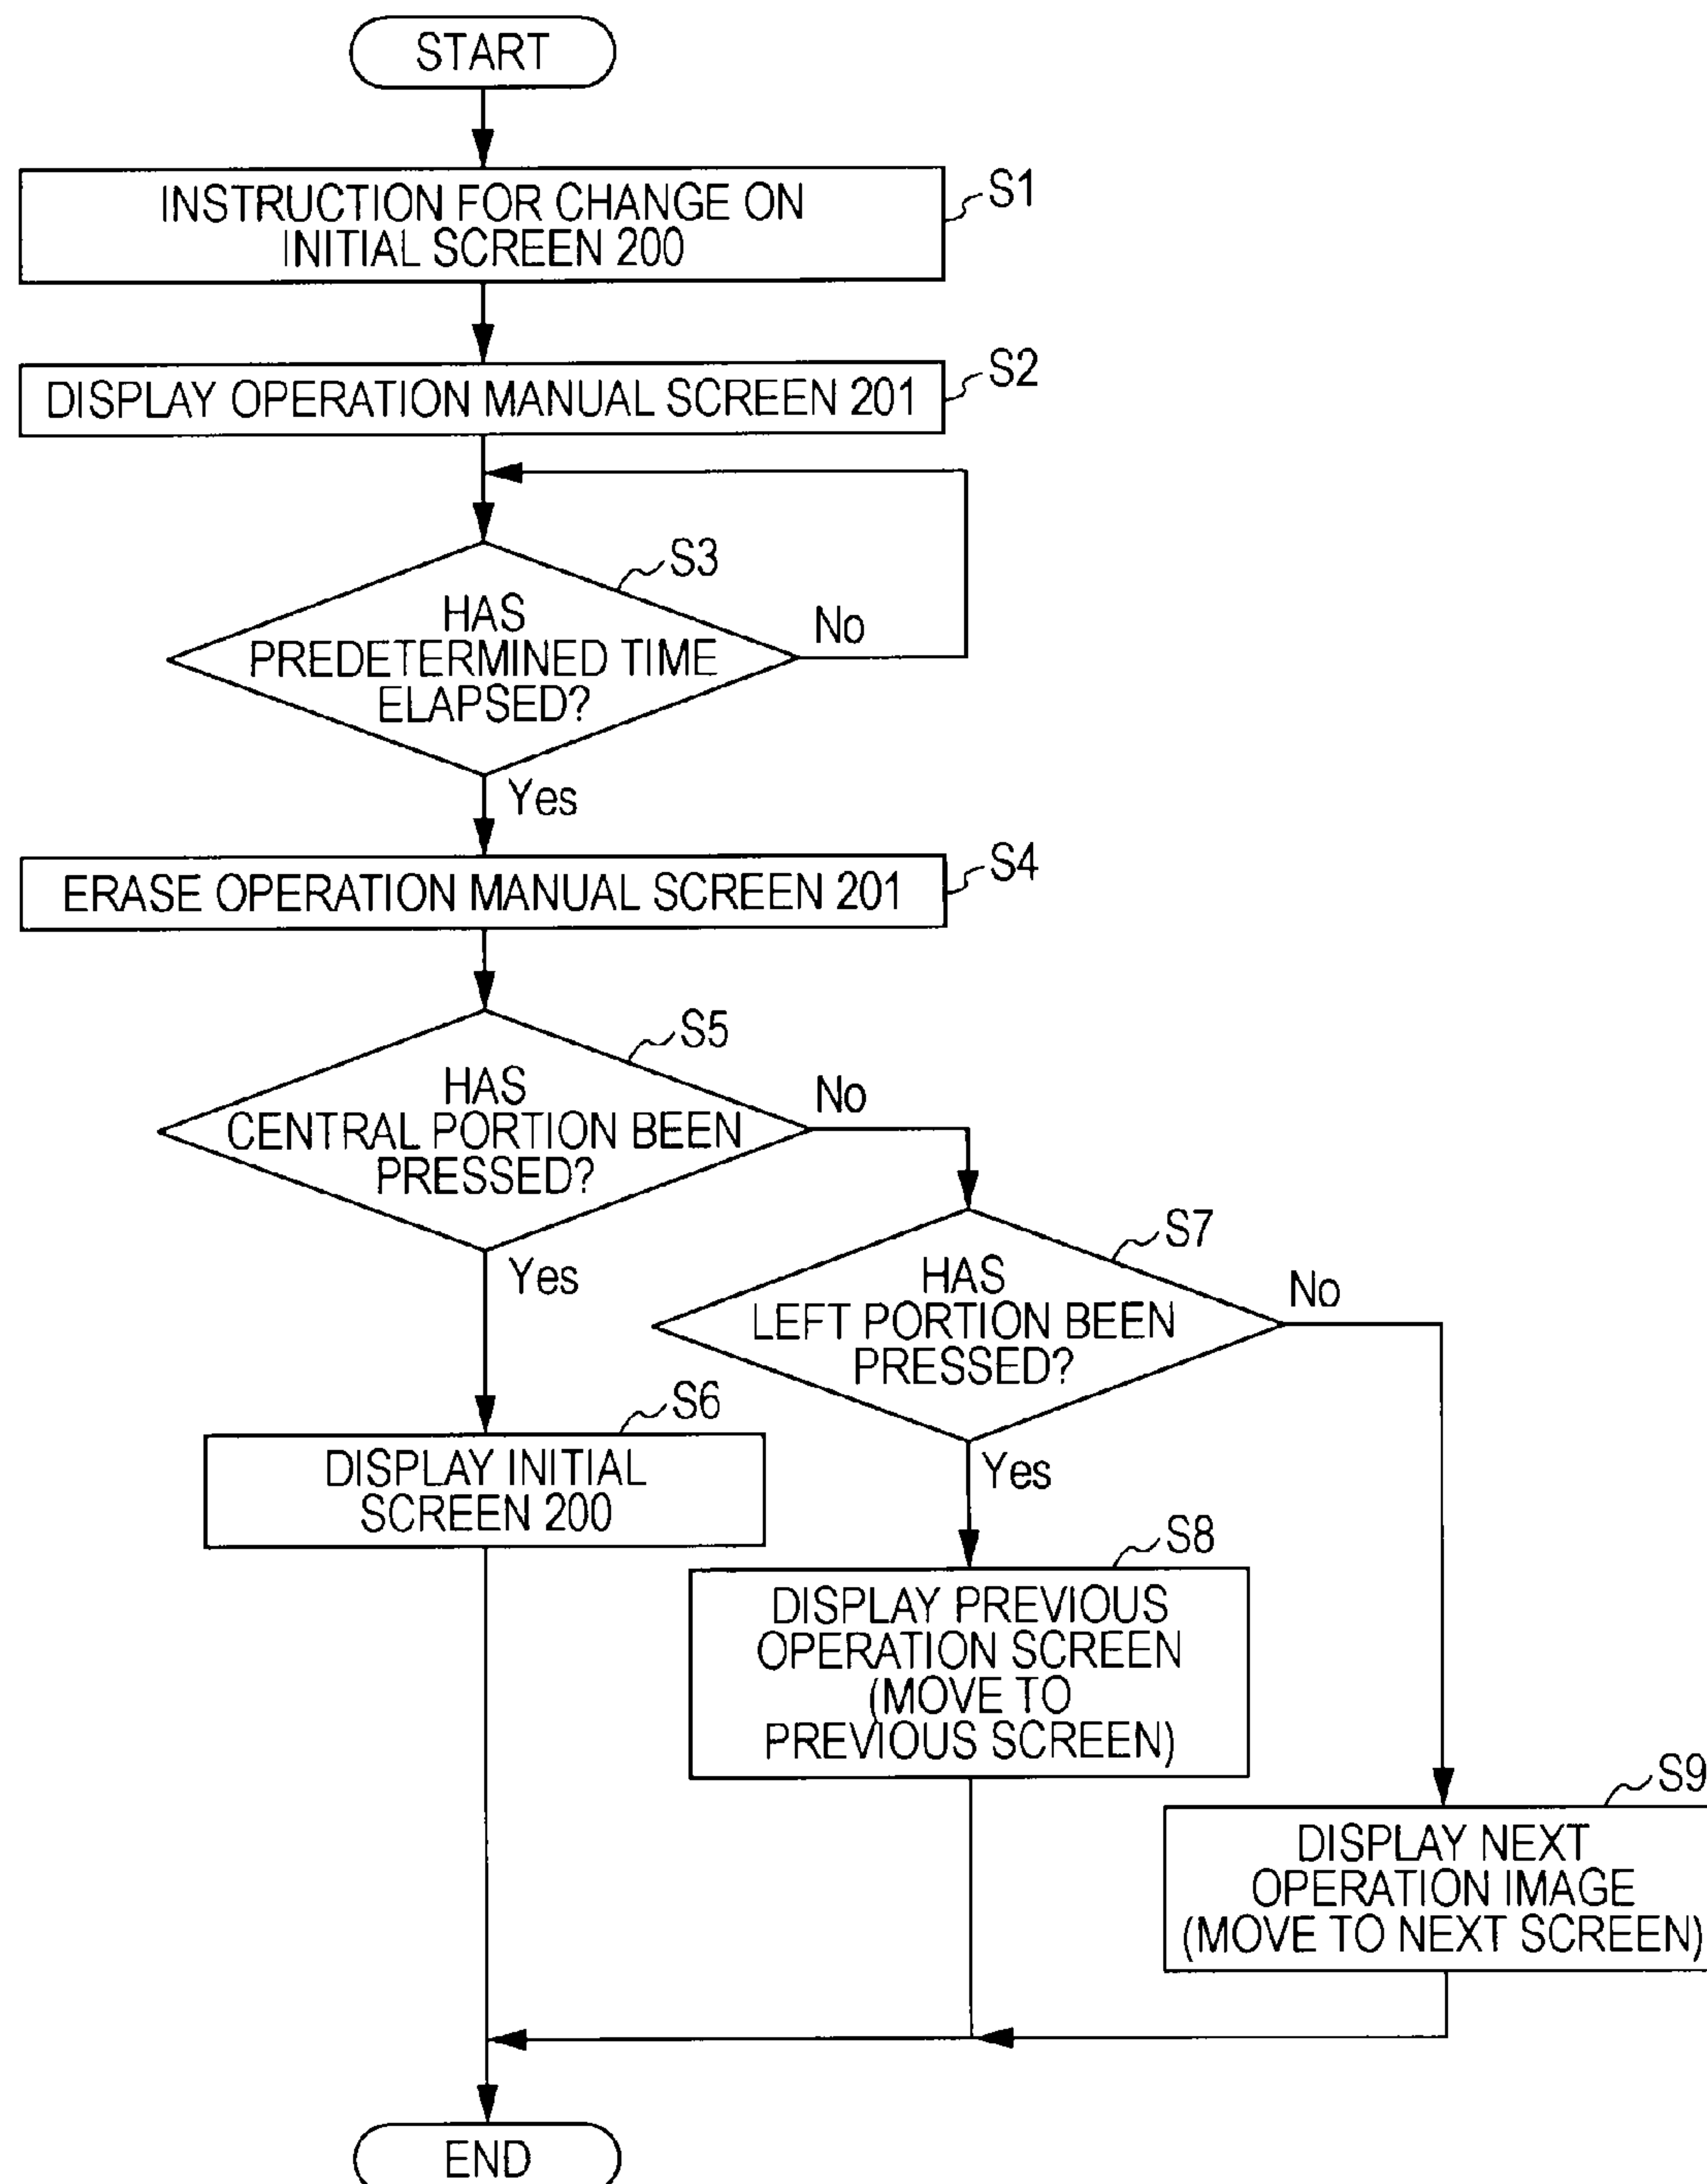 START
INSTRUCTION FOR CHANGE ON
INITIAL SCREEN 200
S1
DISPLAY OPERATION MANUAL SCREEN 201
S2
S3
HAS
PREDETERMINED TIME
ELAPSED?
No
Yes
ERASE OPERATION MANUAL SCREEN 201
S4
S5
HAS
CENTRAL PORTION BEEN
PRESSED?
No
Yes
S7
HAS
LEFT PORTION BEEN
PRESSED?
No
Yes
S6
DISPLAY INITIAL
SCREEN 200
S8
DISPLAY PREVIOUS
OPERATION SCREEN
(MOVE TO
PREVIOUS SCREEN)
S9
DISPLAY NEXT
OPERATION IMAGE
(MOVE TO NEXT SCREEN)
END